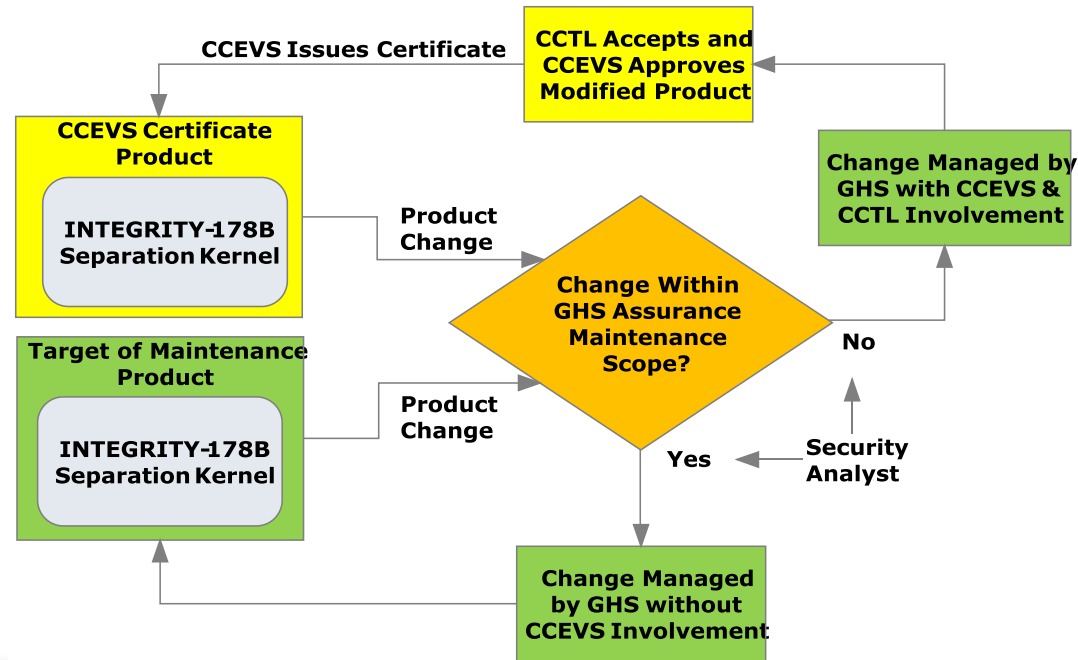 CCEVS Issues Certificate
CCTL Accepts and
CCEVS Approves
Modified Product
CCEVS Certificate
Product
INTEGRITY-178B
Separation Kernel
Product
Change
Change Managed by
GHS with CCEVS &
CCTL Involvement
Change Within
GHS Assurance
Maintenance
Scope?
No
Target of Maintenance
Product
INTEGRITY-178B
Separation Kernel
Product
Change
Yes
Security
Analyst
Change Managed
by GHS without
CCEVS Involvement